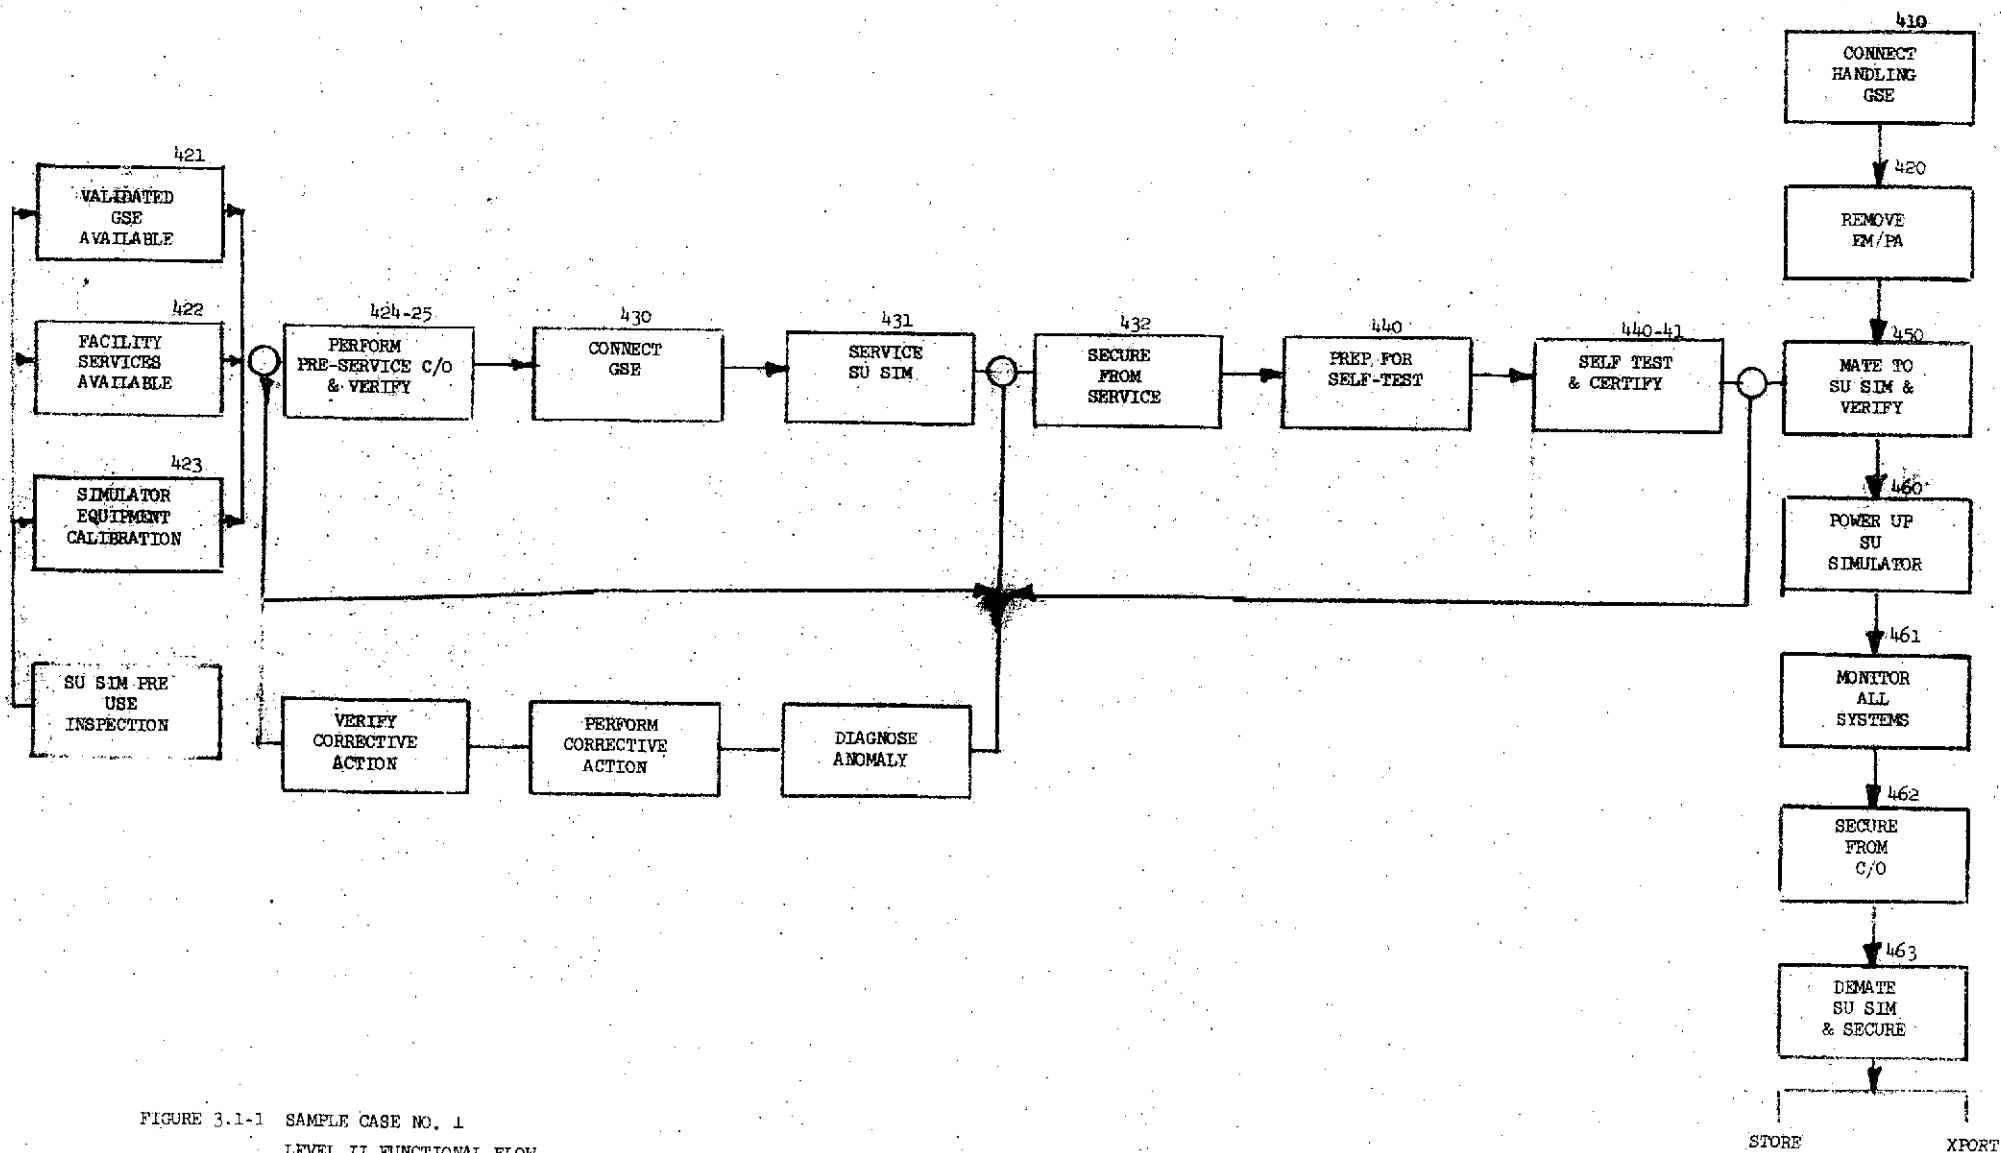 410
CONNECT
HANDLING
GSE
420
REMOVE
EM/PA
421
VALIDATED
GSE
AVAILABLE
422
FACILITY
SERVICES
AVAILABLE
423
SIMULATOR
EQUIPMENT
CALIBRATION
SU SIM PRE
USE
INSPECTION
424-25
PERFORM
PRE-SERVICE C/O
& VERIFY
430
CONNECT
GSE
431
SERVICE
SU SIM
432
SECURE
FROM
SERVICE
440
PREP FOR
SELF-TEST
440-41
SELF TEST
& CERTIFY
450
MATE TO
SU SIM &
VERIFY
460
POWER UP
SU
SIMULATOR
461
MONITOR
ALL
SYSTEMS
462
SECURE
FROM
C/O
463
DEMATE
SU SIM
& SECURE
STORE
XPORT
VERIFY
CORRECTIVE
ACTION
PERFORM
CORRECTIVE
ACTION
DIAGNOSE
ANOMALY
FIGURE 3.1-1 SAMPLE CASE NO. 1
LEVEL II FUNCTIONAL FLOW